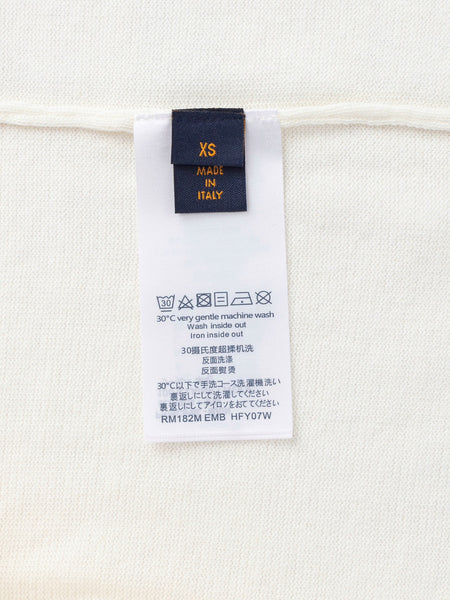 XS
MADE
IN
ITALY
30
30°C very gentle machine wash
Wash inside out
Iron inside out
30摄氏度超揉机洗
反面洗涤
反面熨烫
30°C以下で手洗コース洗濯機洗い
裏返しにして洗濯してください
裏返しにしてアイロンをおてててください
RM182M EMB HFY07W